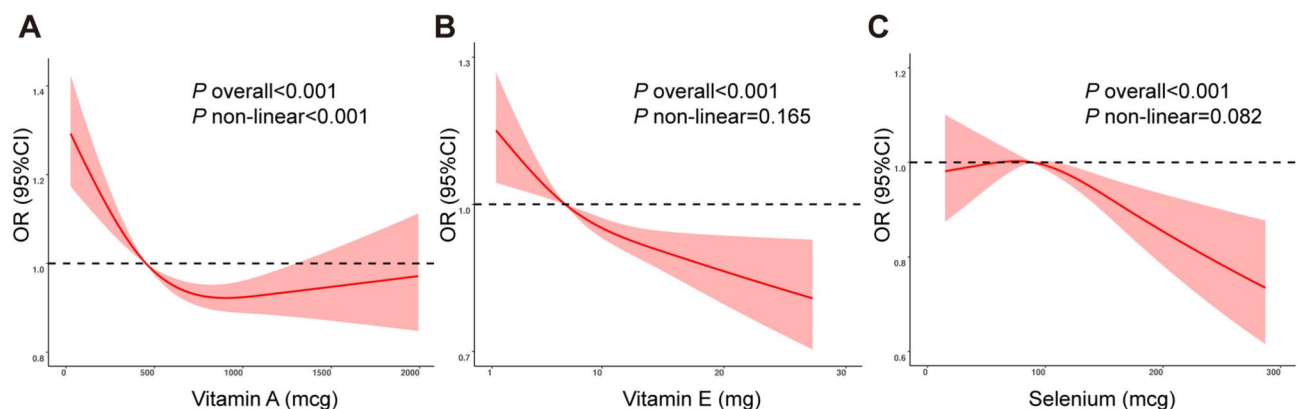 A
OR (95%CI)
1.4
1.2
1.0
0.8
P overall<0.001
P non-linear<0.001
0
500
1000
1500
2000
Vitamin A (mcg)
B
OR (95%CI)
1.3
1.0
0.7
P overall<0.001
P non-linear=0.165
1
10
20
30
Vitamin E (mg)
C
OR (95%CI)
1.2
1.0
0.8
0.6
P overall<0.001
P non-linear=0.082
0
100
200
300
Selenium (mcg)